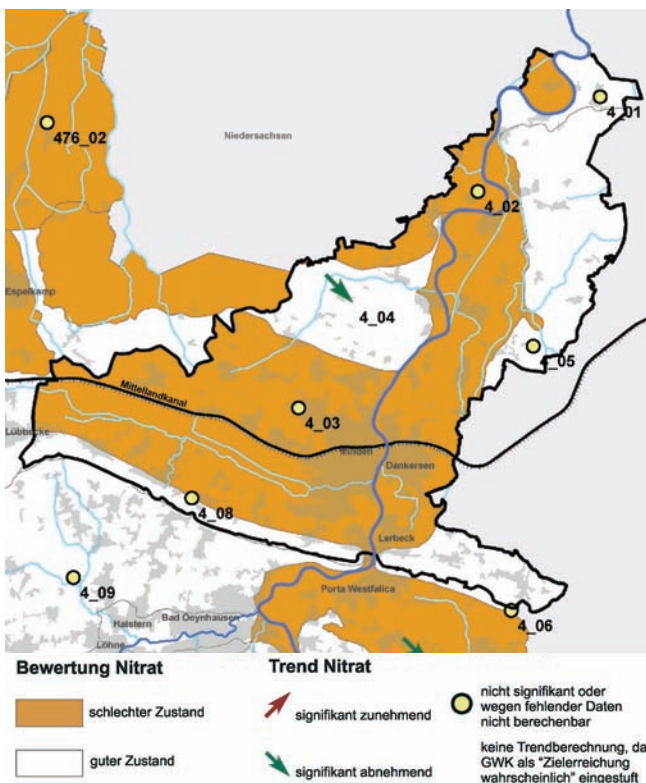 4_01
476_02
Niedersachsen
4_02
Espelkamp
4_04
4_05
Mittellandkanal
4_03
Lübbecke
Minden
Dankersen
4_08
Lerbeck
4_09
Porta Westfalica
4_06
Bad Oeynhausen
Halstern
Löhne
Bewertung Nitrat
schlechter Zustand
guter Zustand
Trend Nitrat
signifikant zunehmend
signifikant abnehmend
nicht signifikant oder
wegen fehlender Daten
nicht berechenbar
keine Trendberechnung, da
GWK als "Zielerreichung
wahrscheinlich" eingestuft